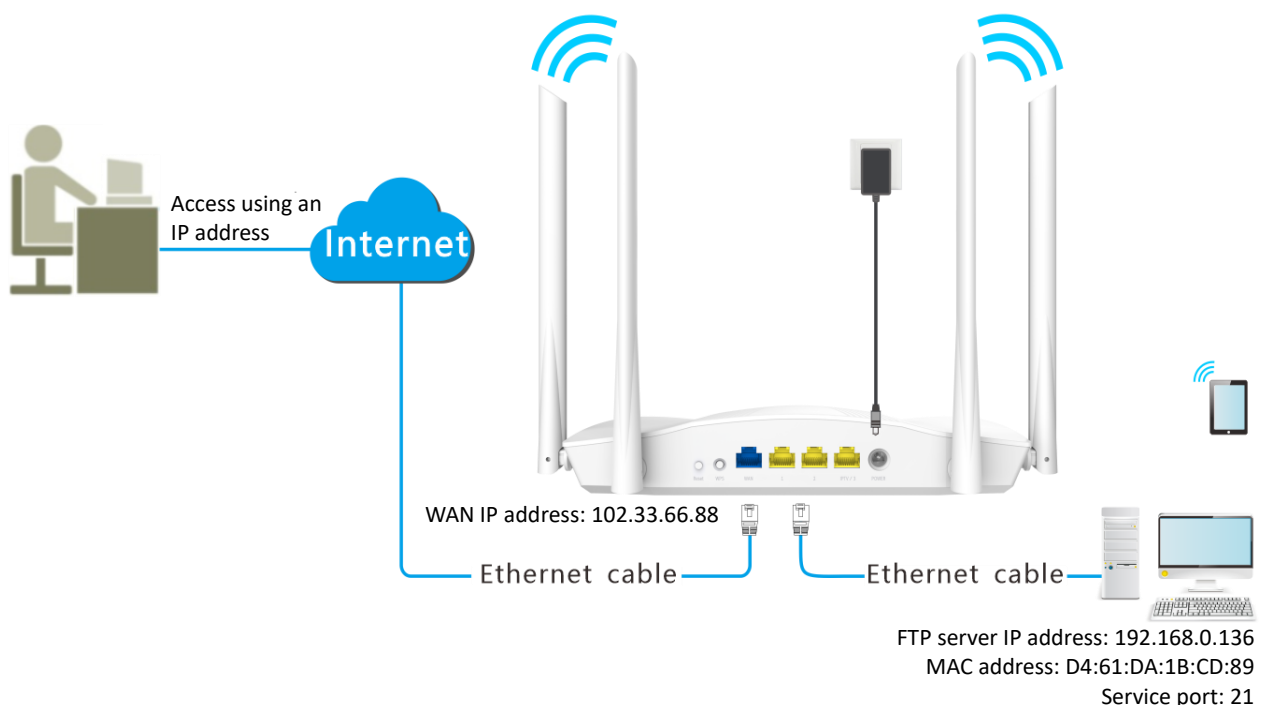 Access using an
IP address
Internet
WAN IP address: 102.33.66.88
Ethernet cable
Ethernet cable
FTP server IP address: 192.168.0.136
MAC address: D4:61:DA:1B:CD:89
Service port: 21